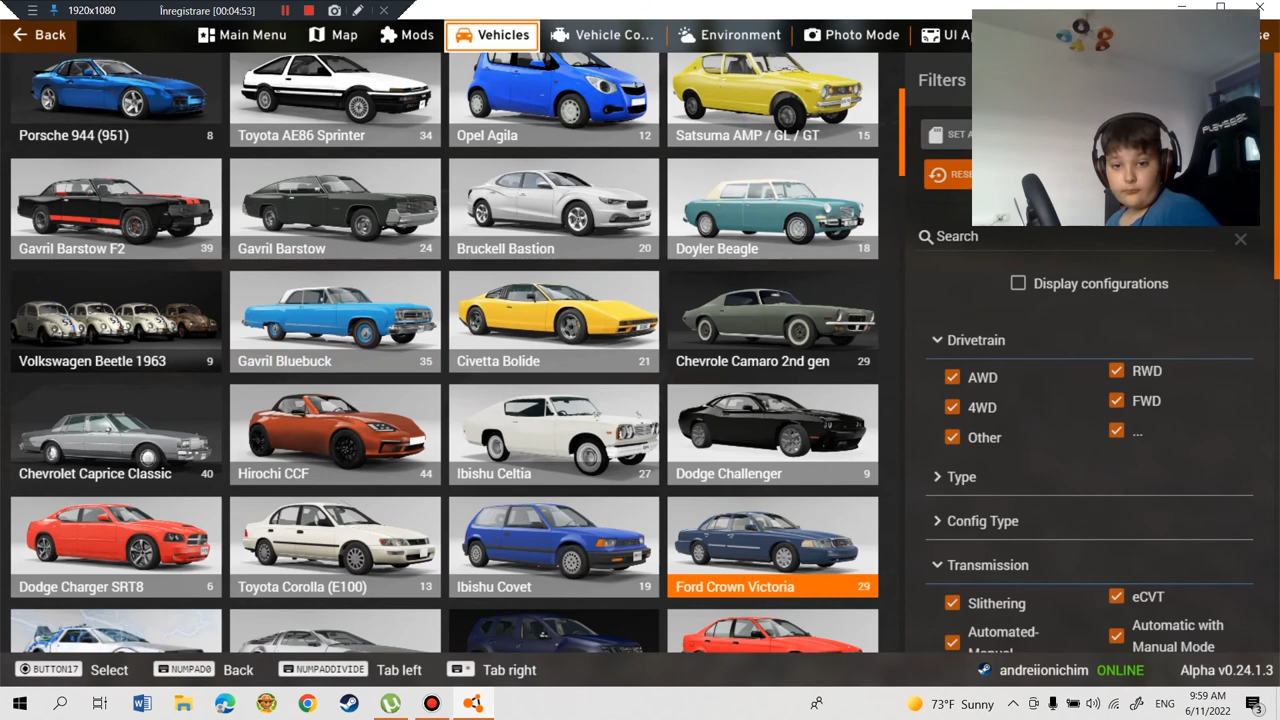 1920x1080
Înregistrare [00:04:53]
Back
Main Menu
Map
Mods
Vehicles
Vehicle Co...
Environment
Photo Mode
UI Ap
se
Porsche 944 (951) 8
Toyota AE86 Sprinter 34
Opel Agila 12
Satsuma AMP / GL / GT 15
Gavril Barstow F2 39
Gavril Barstow 24
Bruckell Bastion 20
Doyler Beagle 18
Volkswagen Beetle 1963 9
Gavril Bluebuck 35
Civetta Bolide 21
Chevrole Camaro 2nd gen 29
Chevrolet Caprice Classic 40
Hirochi CCF 44
Ibishu Celtia 27
Dodge Challenger 9
Dodge Charger SRT8 6
Toyota Corolla (E100) 13
Ibishu Covet 19
Ford Crown Victoria 29
Filters
SET A
RESE
PLAYSEAT
Search
Display configurations
Drivetrain
AWD
RWD
4WD
FWD
Other
...
Type
Config Type
Transmission
Slithering
eCVT
Automated-
Automatic with
Manual Mode
BUTTON17 Select
NUMPAD0 Back
NUMPADDIVIDE Tab left
* Tab right
andreiionichim ONLINE
Alpha v0.24.1.3
73°F Sunny
ENG
9:59 AM
6/11/2022
3